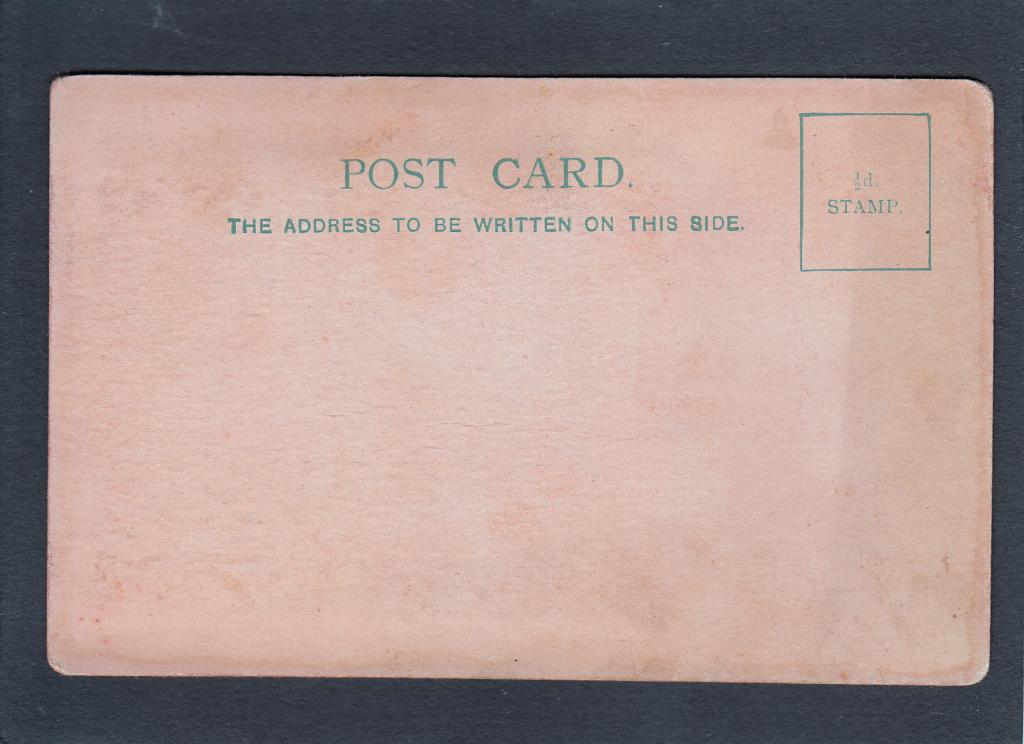 POST CARD.
THE ADDRESS TO BE WRITTEN ON THIS SIDE.
½d.
STAMP.